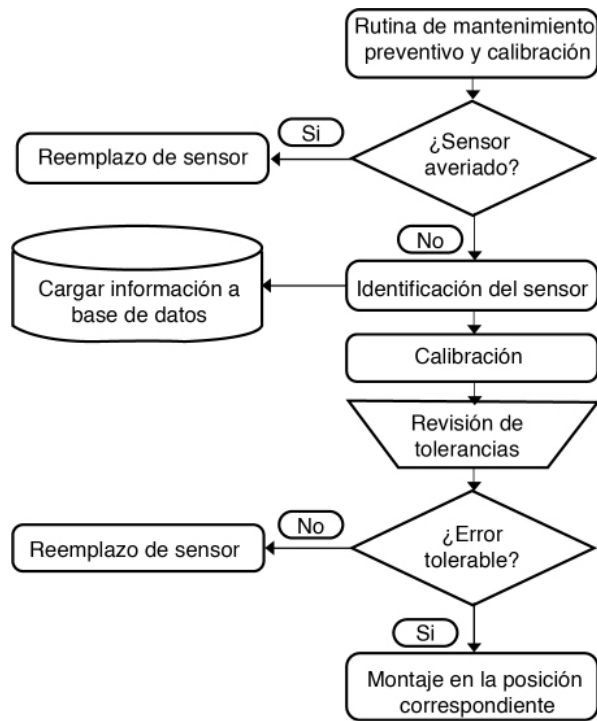 Rutina de mantenimiento
preventivo y calibración
Si
¿Sensor
averiado?
Reemplazo de sensor
No
Cargar información a
base de datos
Identificación del sensor
Calibración
Revisión de
tolerancias
No
¿Error
tolerable?
Reemplazo de sensor
Si
Montaje en la posición
correspondiente